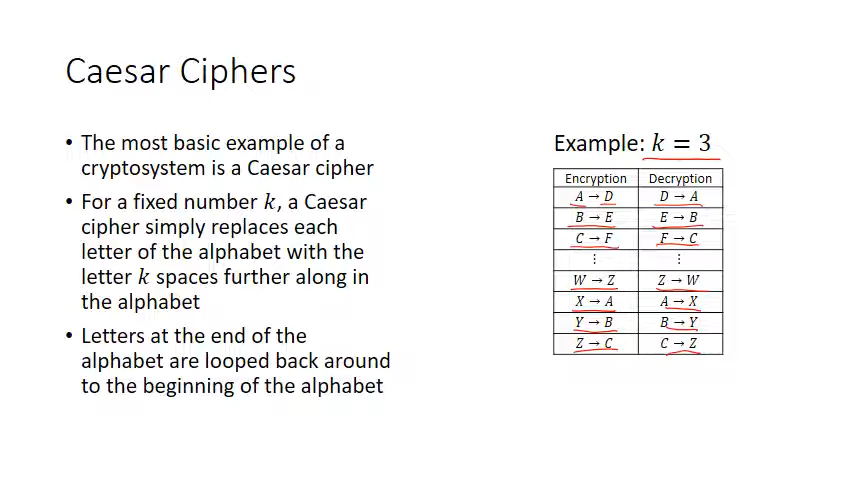 Caesar Ciphers
• The most basic example of a
cryptosystem is a Caesar cipher
• For a fixed number k, a Caesar
cipher simply replaces each
letter of the alphabet with the
letter k spaces further along in
the alphabet
• Letters at the end of the
alphabet are looped back around
to the beginning of the alphabet
Example: k = 3
Encryption Decryption
A → D D → A
B → E E → B
C → F F → C
⋮ ⋮
W → Z Z → W
X → A A → X
Y → B B → Y
Z → C C → Z